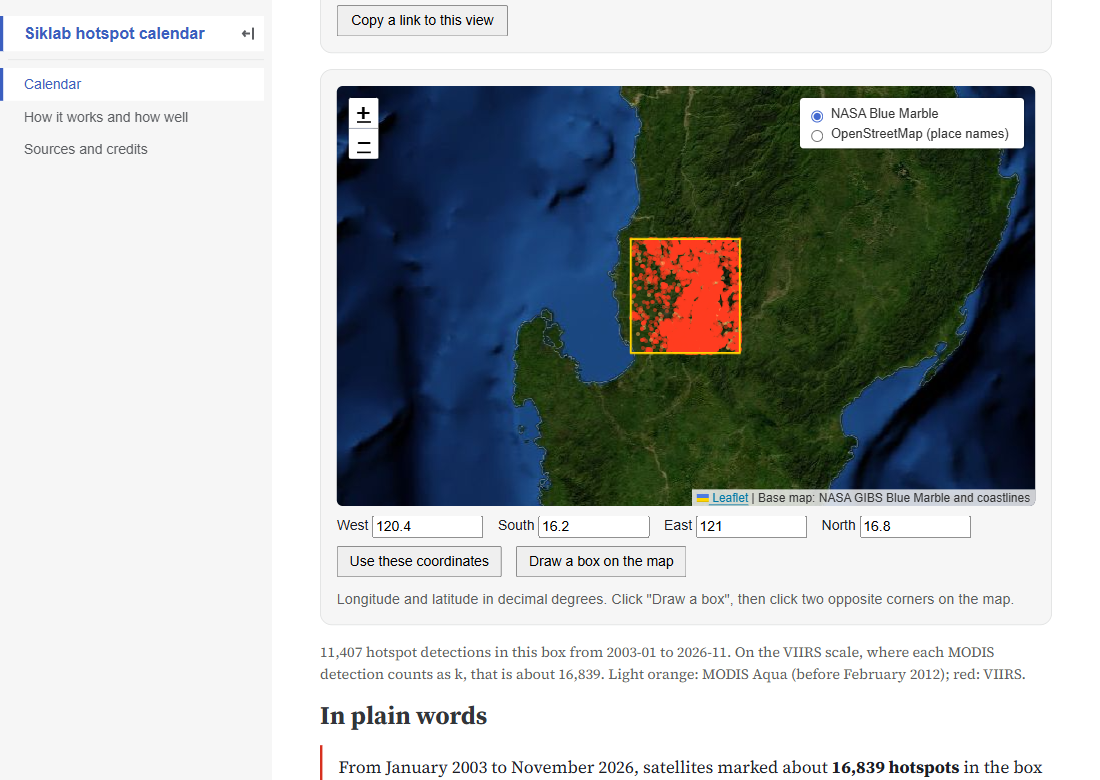 Siklab hotspot calendar
Calendar
How it works and how well
Sources and credits
Copy a link to this view
+
−
NASA Blue Marble
OpenStreetMap (place names)
Leaflet | Base map: NASA GIBS Blue Marble and coastlines
West 120.4 South 16.2 East 121 North 16.8
Use these coordinates Draw a box on the map
Longitude and latitude in decimal degrees. Click "Draw a box", then click two opposite corners on the map.
11,407 hotspot detections in this box from 2003-01 to 2026-11. On the VIIRS scale, where each MODIS
detection counts as k, that is about 16,839. Light orange: MODIS Aqua (before February 2012); red: VIIRS.
In plain words
From January 2003 to November 2026, satellites marked about 16,839 hotspots in the box